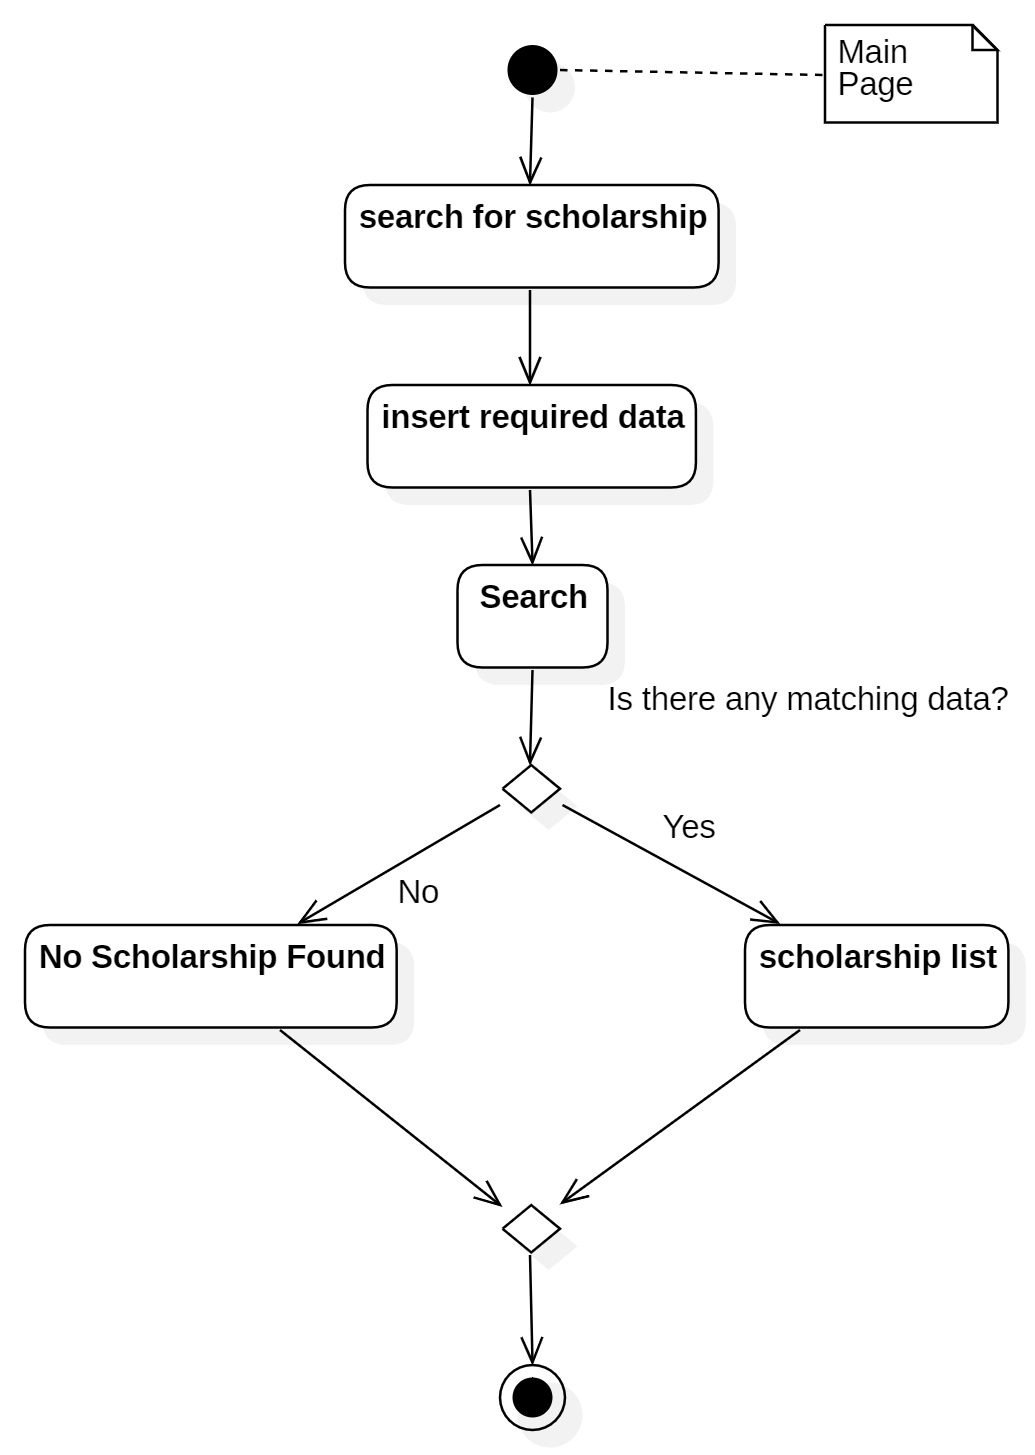 Main
Page
search for scholarship
insert required data
Search
Is there any matching data?
Yes
No
No Scholarship Found
scholarship list